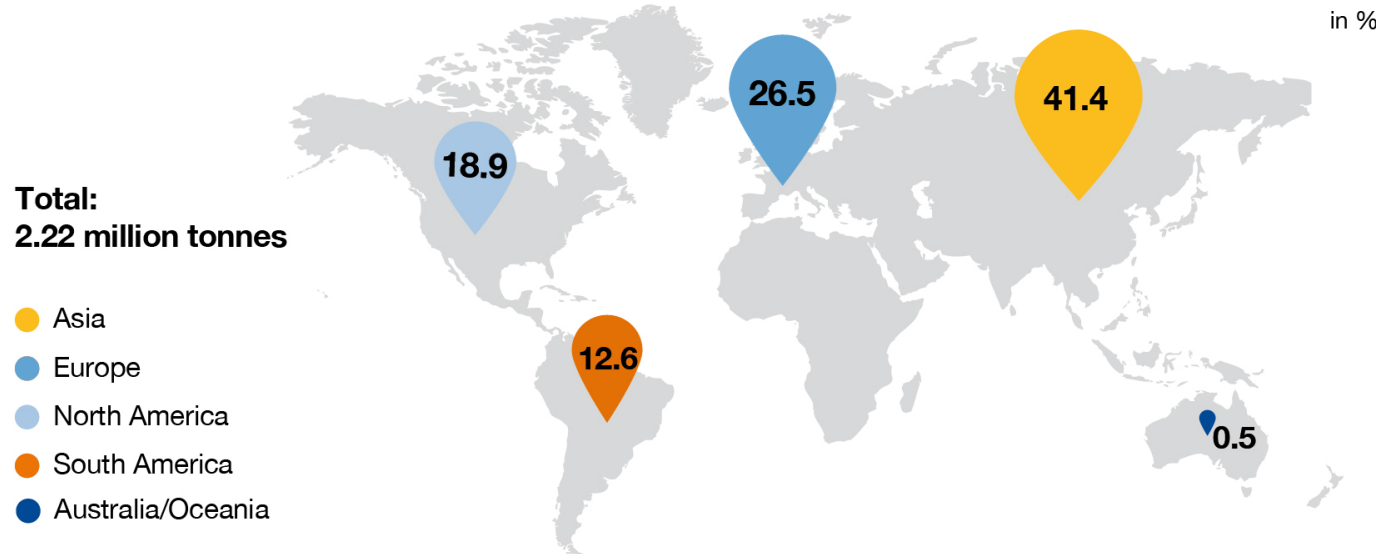 in %
26.5
41.4
18.9
Total:
2.22 million tonnes
Asia
12.6
Europe
North America
0.5
South America
Australia/Oceania